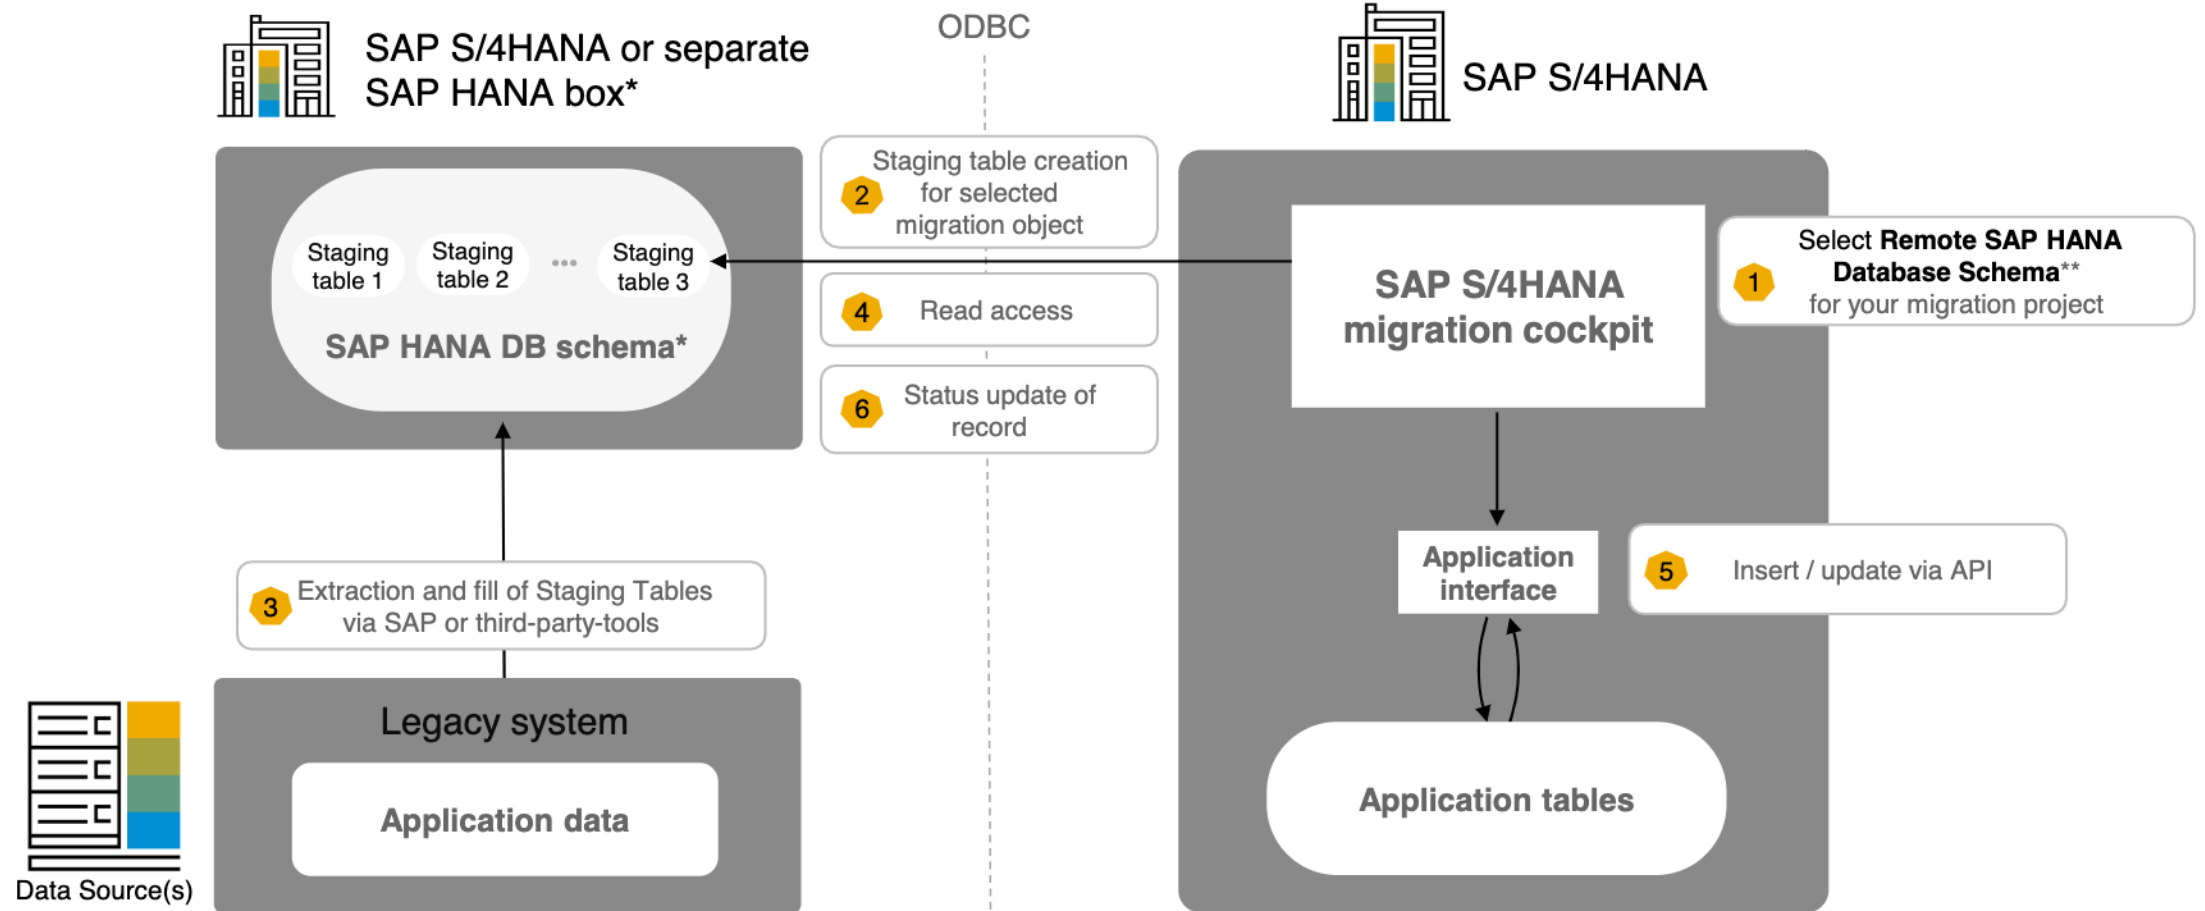 SAP S/4HANA or separate
SAP HANA box*
ODBC
SAP S/4HANA
Staging table creation
2
for selected
migration object
Select Remote SAP HANA
Database Schema**
1
for your migration project
Staging
table 1
Staging
table 2
...
Staging
table 3
SAP HANA DB schema*
4
Read access
SAP S/4HANA
migration cockpit
6
Status update of
record
3
Extraction and fill of Staging Tables
via SAP or third-party-tools
Application
interface
5
Insert / update via API
Legacy system
Application data
Application tables
Data Source(s)